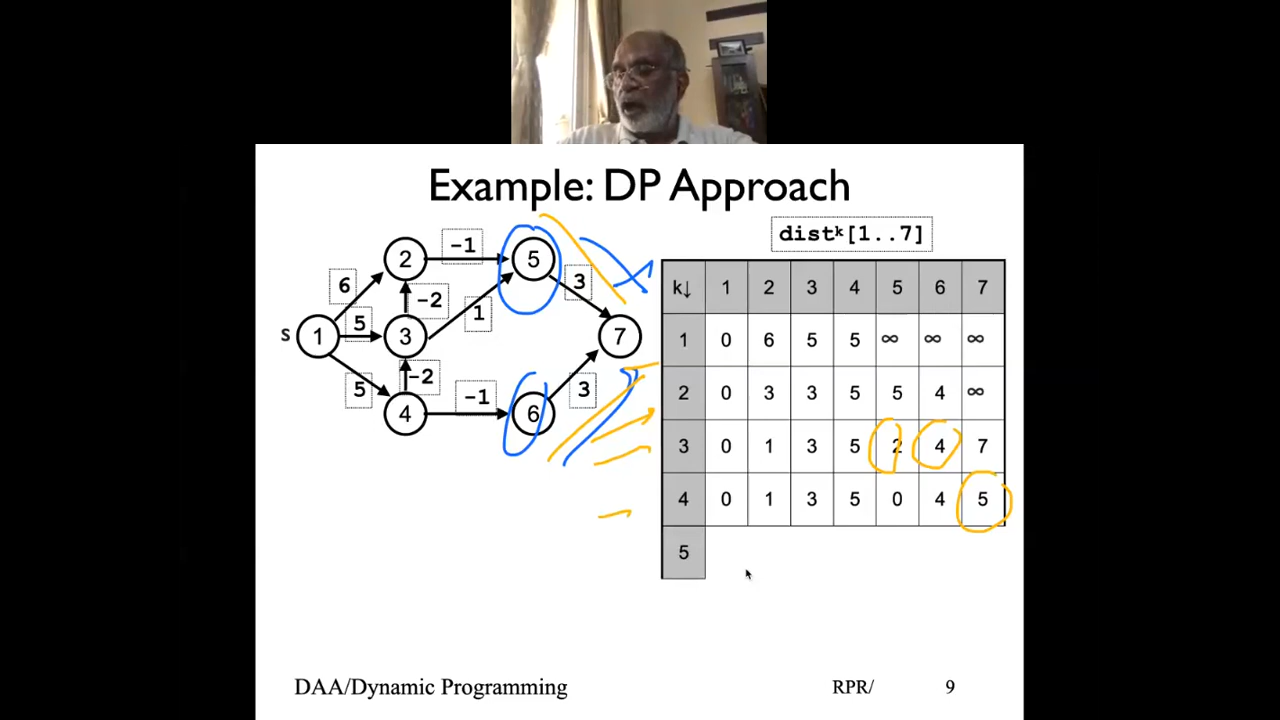 Example: DP Approach
distᵏ[1..7]
S
1 2 3 4 5 6 7
6
5
5
-1
-2
1
-2
-1
3
3
k↓ 1 2 3 4 5 6 7
1 0 6 5 5 ∞ ∞ ∞
2 0 3 3 5 5 4 ∞
3 0 1 3 5 2 4 7
4 0 1 3 5 0 4 5
5
DAA/Dynamic Programming RPR/ 9